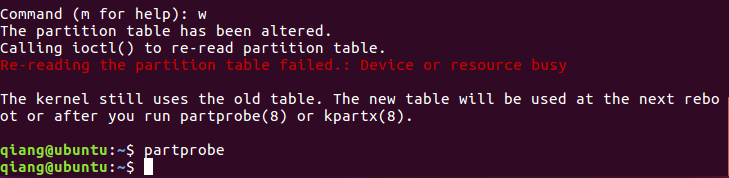 Command (m for help): w
The partition table has been altered.
Calling ioctl() to re-read partition table.
Re-reading the partition table failed.: Device or resource busy
The kernel still uses the old table. The new table will be used at the next rebo
ot or after you run partprobe(8) or kpartx(8).
qiang@ubuntu:~$ partprobe
qiang@ubuntu:~$